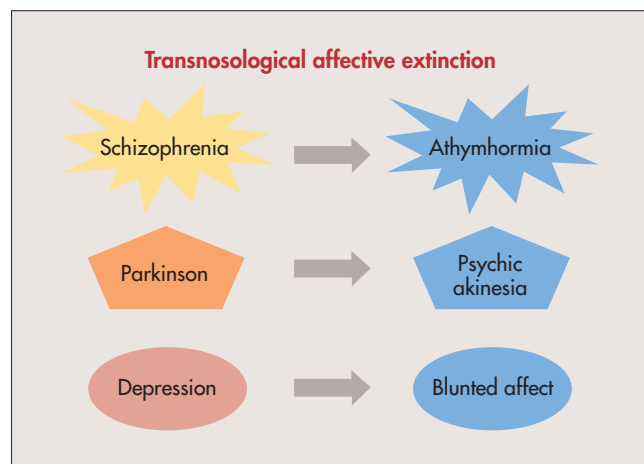 Transnosological affective extinction
Schizophrenia
Athymhormia
Parkinson
Psychic
akinesia
Depression
Blunted affect